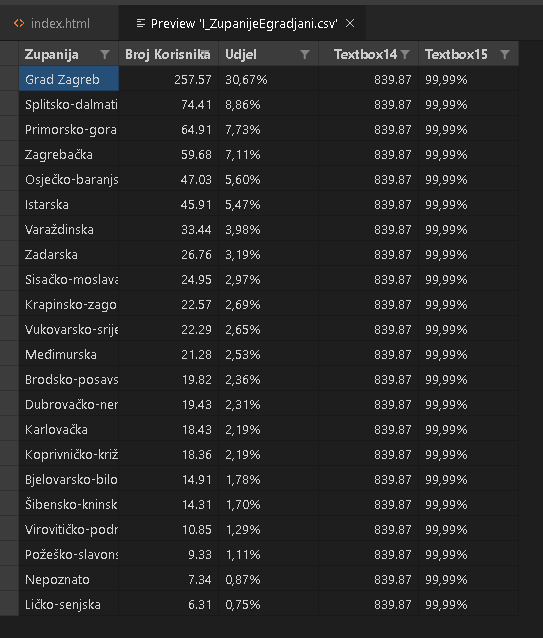 index.html Preview 'I_ZupanijeEgradjani.csv'
Zupanija Broj Korisnika Udjel Textbox14 Textbox15
Grad Zagreb 257.57 30,67% 839.87 99,99%
Splitsko-dalmati 74.41 8,86% 839.87 99,99%
Primorsko-gora 64.91 7,73% 839.87 99,99%
Zagrebačka 59.68 7,11% 839.87 99,99%
Osječko-baranjs 47.03 5,60% 839.87 99,99%
Istarska 45.91 5,47% 839.87 99,99%
Varaždinska 33.44 3,98% 839.87 99,99%
Zadarska 26.76 3,19% 839.87 99,99%
Sisačko-moslava 24.95 2,97% 839.87 99,99%
Krapinsko-zago 22.57 2,69% 839.87 99,99%
Vukovarsko-srije 22.29 2,65% 839.87 99,99%
Međimurska 21.28 2,53% 839.87 99,99%
Brodsko-posavs 19.82 2,36% 839.87 99,99%
Dubrovačko-ner 19.43 2,31% 839.87 99,99%
Karlovačka 18.43 2,19% 839.87 99,99%
Koprivničko-križ 18.36 2,19% 839.87 99,99%
Bjelovarsko-bilo 14.91 1,78% 839.87 99,99%
Šibensko-kninsk 14.31 1,70% 839.87 99,99%
Virovitičko-podr 10.85 1,29% 839.87 99,99%
Požeško-slavons 9.33 1,11% 839.87 99,99%
Nepoznato 7.34 0,87% 839.87 99,99%
Ličko-senjska 6.31 0,75% 839.87 99,99%